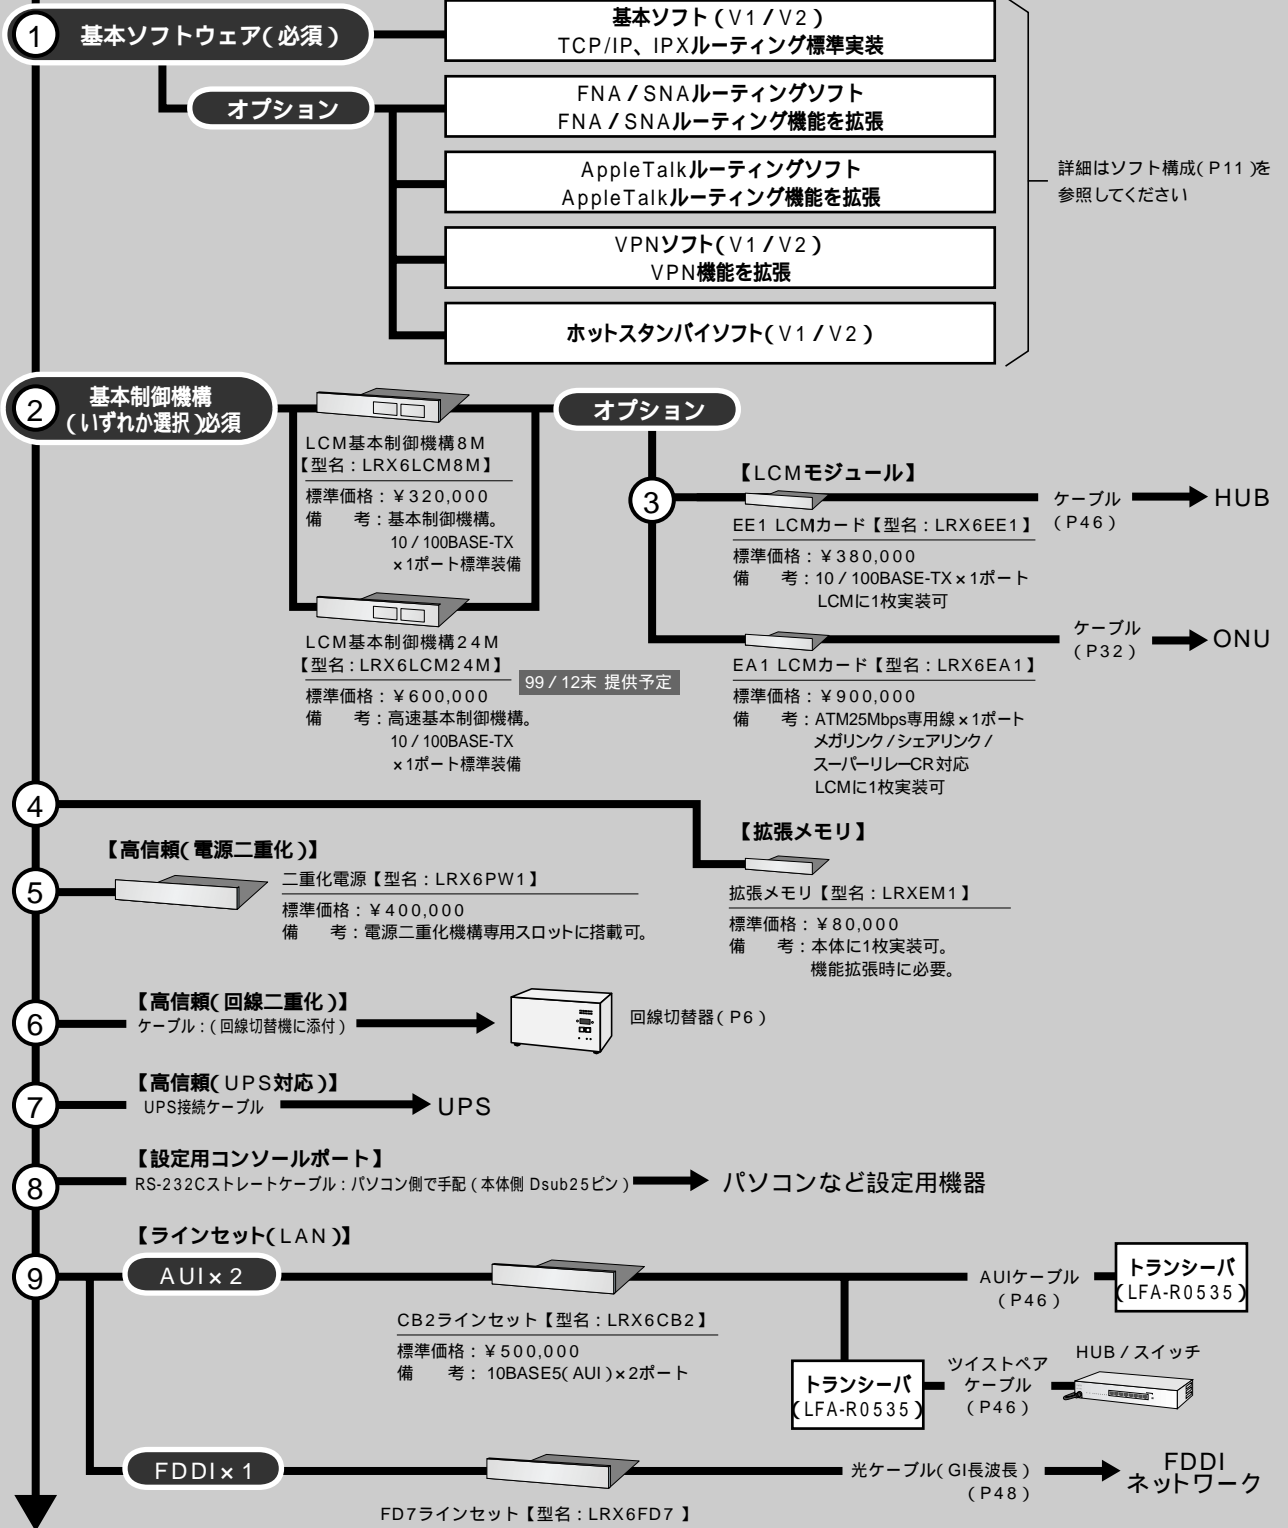 1 基本ソフトウェア(必須)
基本ソフト(V1/V2)
TCP/IP、IPXルーティング標準実装
オプション
FNA/SNAルーティングソフト
FNA/SNAルーティング機能を拡張
AppleTalkルーティングソフト
AppleTalkルーティング機能を拡張
VPNソフト(V1/V2)
VPN機能を拡張
ホットスタンバイソフト(V1/V2)
詳細はソフト構成(P11)を
参照してください
2 基本制御機構
(いずれか選択)必須
LCM基本制御機構8M
【型名:LRX6LCM8M】
標準価格:¥320,000
備 考:基本制御機構。
10/100BASE-TX
×1ポート標準装備
LCM基本制御機構24M
【型名:LRX6LCM24M】
99/12末 提供予定
標準価格:¥600,000
備 考:高速基本制御機構。
10/100BASE-TX
×1ポート標準装備
オプション
3
【LCMモジュール】
EE1 LCMカード【型名:LRX6EE1】
標準価格:¥380,000
備 考:10/100BASE-TX×1ポート
LCMに1枚実装可
ケーブル
(P46)
HUB
EA1 LCMカード【型名:LRX6EA1】
標準価格:¥900,000
備 考:ATM25Mbps専用線×1ポート
メガリンク/シェアリンク/
スーパーリレーCR対応
LCMに1枚実装可
ケーブル
(P32)
ONU
4
【拡張メモリ】
拡張メモリ【型名:LRXEM1】
標準価格:¥80,000
備 考:本体に1枚実装可。
機能拡張時に必要。
5
【高信頼(電源二重化)】
二重化電源【型名:LRX6PW1】
標準価格:¥400,000
備 考:電源二重化機構専用スロットに搭載可。
6
【高信頼(回線二重化)】
ケーブル:(回線切替機に添付)
回線切替器(P6)
7
【高信頼(UPS対応)】
UPS接続ケーブル
UPS
8
【設定用コンソールポート】
RS-232Cストレートケーブル:パソコン側で手配(本体側 Dsub25ピン)
パソコンなど設定用機器
9
【ラインセット(LAN)】
AUI×2
CB2ラインセット【型名:LRX6CB2】
標準価格:¥500,000
備 考:10BASE5(AUI)×2ポート
AUIケーブル
(P46)
トランシーバ
(LFA-R0535)
トランシーバ
(LFA-R0535)
ツイストペア
ケーブル
(P46)
HUB/スイッチ
FDDI×1
FD7ラインセット【型名:LRX6FD7】
光ケーブル(GI長波長)
(P48)
FDDI
ネットワーク